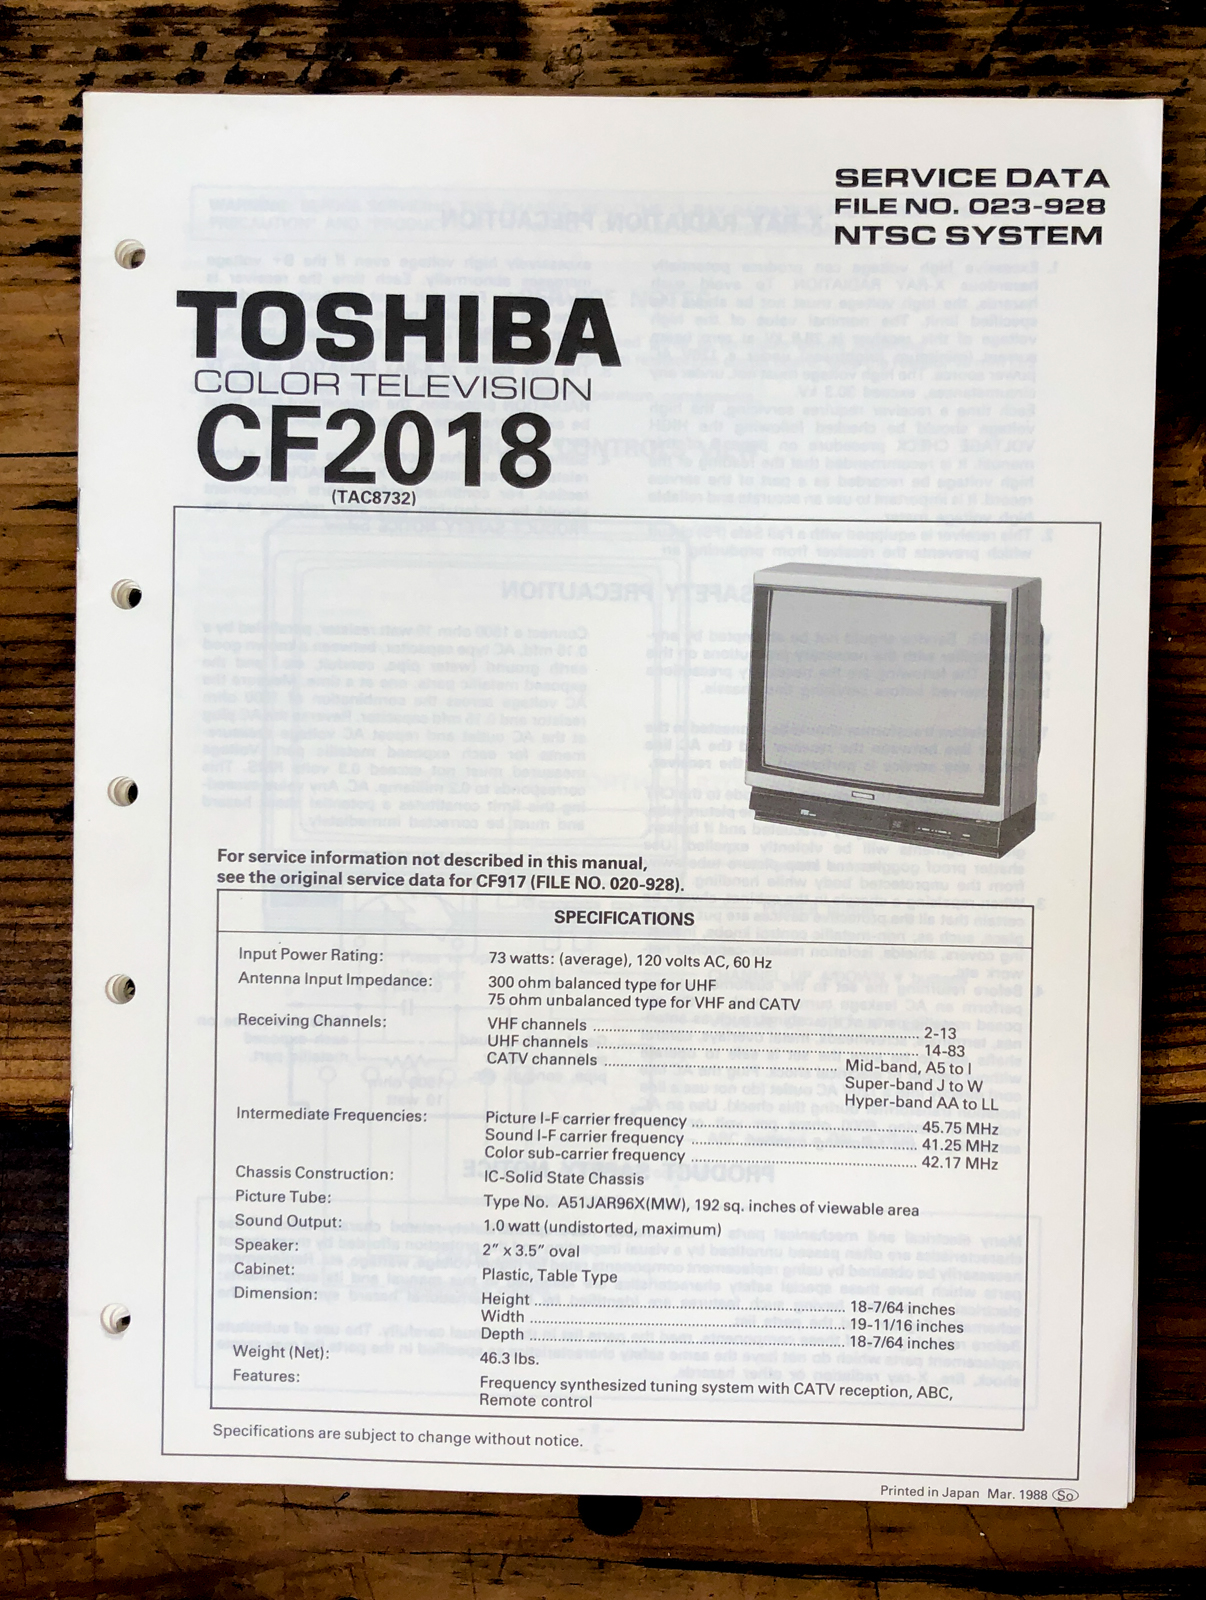 SERVICE DATA
FILE NO. 023-928
NTSC SYSTEM
TOSHIBA
COLOR TELEVISION
CF2018
(TAC8732)
For service information not described in this manual,
see the original service data for CF917 (FILE NO. 020-928).
SPECIFICATIONS
Input Power Rating: 73 watts: (average), 120 volts AC, 60 Hz
Antenna Input Impedance: 300 ohm balanced type for UHF
75 ohm unbalanced type for VHF and CATV
Receiving Channels: VHF channels 2-13
UHF channels 14-83
CATV channels Mid-band, A5 to I
Super-band J to W
Hyper-band AA to LL
Intermediate Frequencies: Picture I-F carrier frequency 45.75 MHz
Sound I-F carrier frequency 41.25 MHz
Color sub-carrier frequency 42.17 MHz
Chassis Construction: IC-Solid State Chassis
Picture Tube: Type No. A51JAR96X(MW), 192 sq. inches of viewable area
Sound Output: 1.0 watt (undistorted, maximum)
Speaker: 2" x 3.5" oval
Cabinet: Plastic, Table Type
Dimension: Height 18-7/64 inches
Width 19-11/16 inches
Depth 18-7/64 inches
Weight (Net): 46.3 lbs.
Features: Frequency synthesized tuning system with CATV reception, ABC,
Remote control
Specifications are subject to change without notice.
Printed in Japan Mar. 1988 So